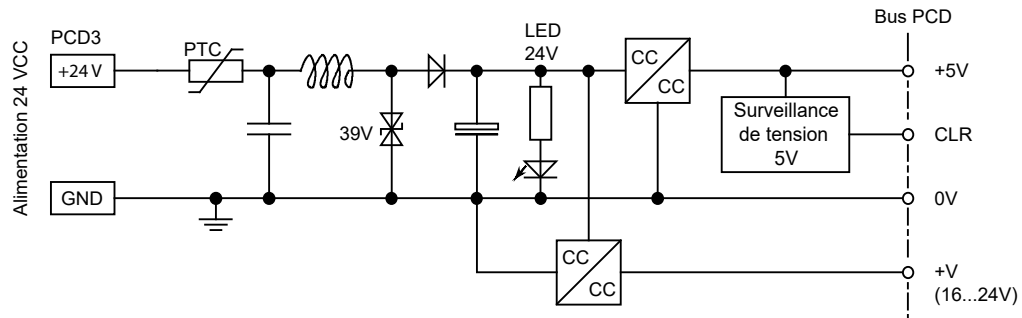 Bus PCD
Alimentation 24 VCC
PCD3
+24V
PTC
LED
24V
CC
CC
+5V
39V
Surveillance
de tension
5V
CLR
GND
0V
CC
CC
+V
(16...24V)